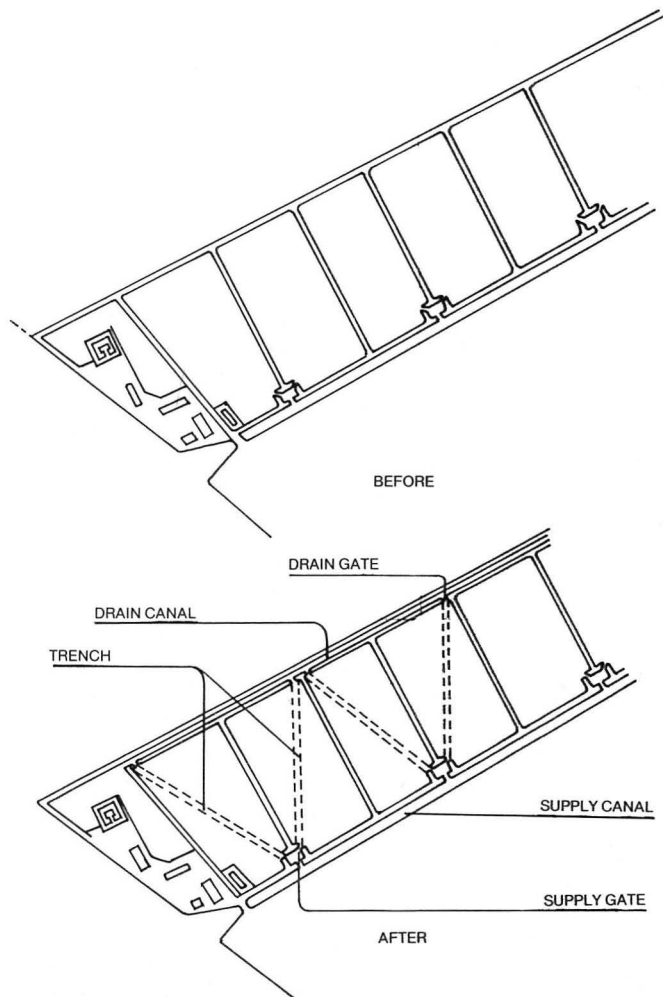 BEFORE
DRAIN GATE
DRAIN CANAL
TRENCH
SUPPLY CANAL
SUPPLY GATE
AFTER